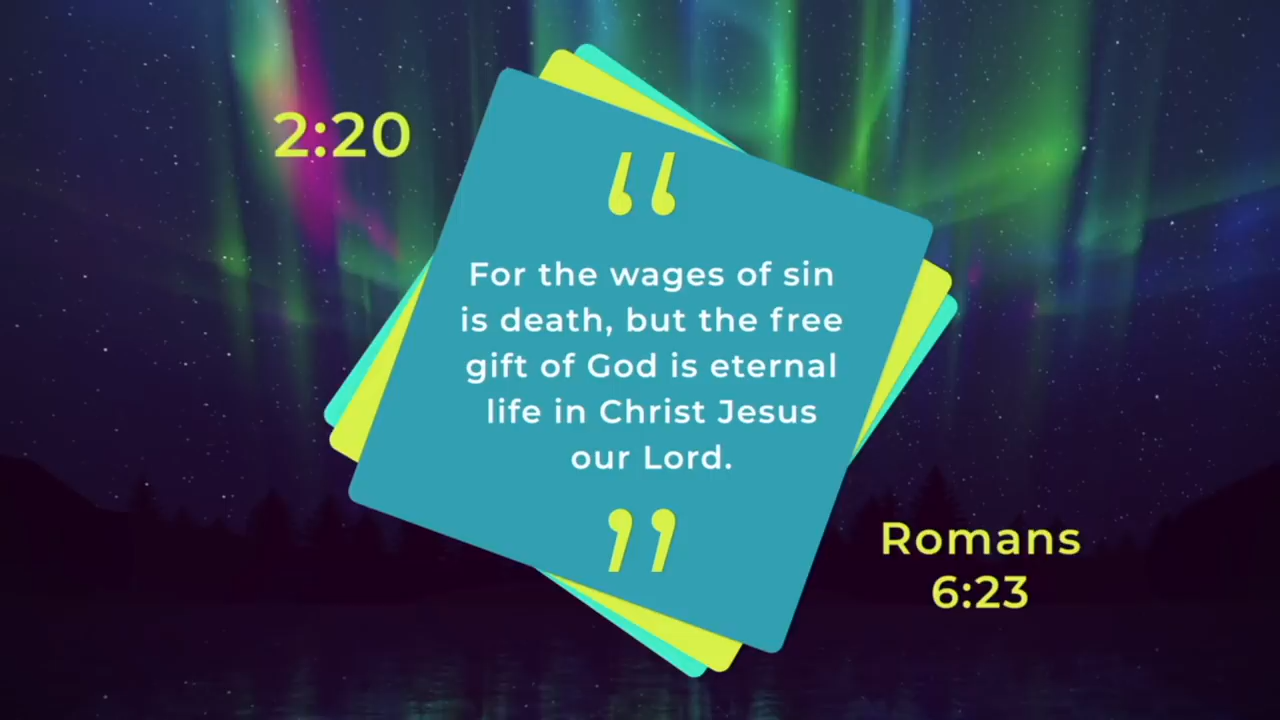 2:20
“
For the wages of sin
is death, but the free
gift of God is eternal
life in Christ Jesus
our Lord.
”
Romans
6:23